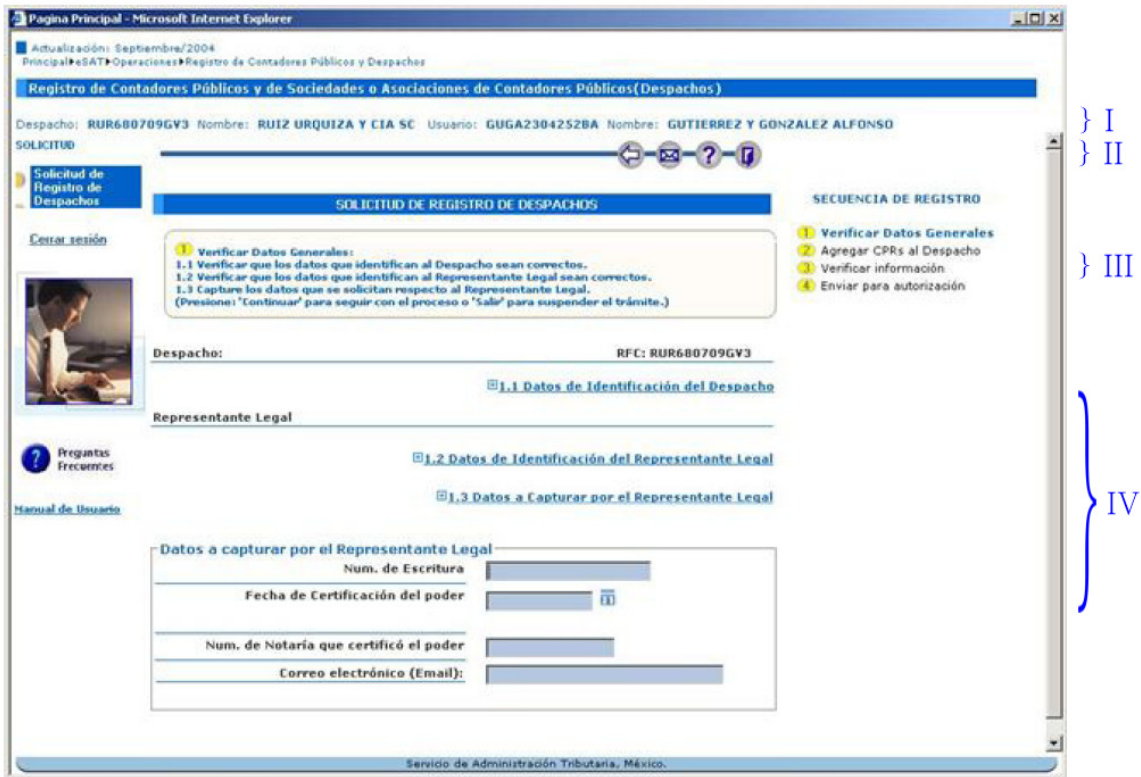 Pagina Principal - Microsoft Internet Explorer
Actualización: Septiembre/2004
Principal▶eSAT▶Operaciones▶Registro de Contadores Públicos y Despachos
Registro de Contadores Públicos y de Sociedades o Asociaciones de Contadores Públicos(Despachos)
Despacho: RUR680709GV3 Nombre: RUIZ URQUIZA Y CIA SC Usuario: GUGA2304252BA Nombre: GUTIERREZ Y GONZALEZ ALFONSO
} I
SOLICITUD
} II
Solicitud de
Registro de
Despachos
Cerrar sesión
SOLICITUD DE REGISTRO DE DESPACHOS
SECUENCIA DE REGISTRO
1 Verificar Datos Generales:
1.1 Verificar que los datos que identifican al Despacho sean correctos.
1.2 Verificar que los datos que identifican al Representante Legal sean correctos.
1.3 Capture los datos que se solicitan respecto al Representante Legal.
(Presione: 'Continuar' para seguir con el proceso o 'Salir' para suspender el trámite.)
1 Verificar Datos Generales
2 Agregar CPRs al Despacho
3 Verificar información
4 Enviar para autorización
} III
Despacho: RFC: RUR680709GV3
1.1 Datos de Identificación del Despacho
Representante Legal
1.2 Datos de Identificación del Representante Legal
1.3 Datos a Capturar por el Representante Legal
} IV
? Preguntas
Frecuentes
Manual de Usuario
Datos a capturar por el Representante Legal
Num. de Escritura
Fecha de Certificación del poder
Num. de Notaría que certificó el poder
Correo electrónico (Email):
Servicio de Administración Tributaria, México.